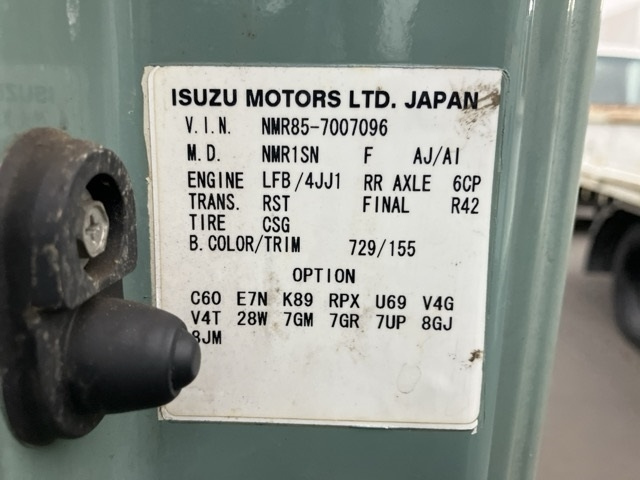 ISUZU MOTORS LTD. JAPAN
V.I.N. NMR85-7007096
M.D. NMR1SN F AJ/AI
ENGINE LFB/4JJ1 RR AXLE 6CP
TRANS. RST FINAL R42
TIRE CSG
B.COLOR/TRIM 729/155
OPTION
C60 E7N K89 RPX U69 V4G
V4T 28W 7GM 7GR 7UP 8GJ
8JM